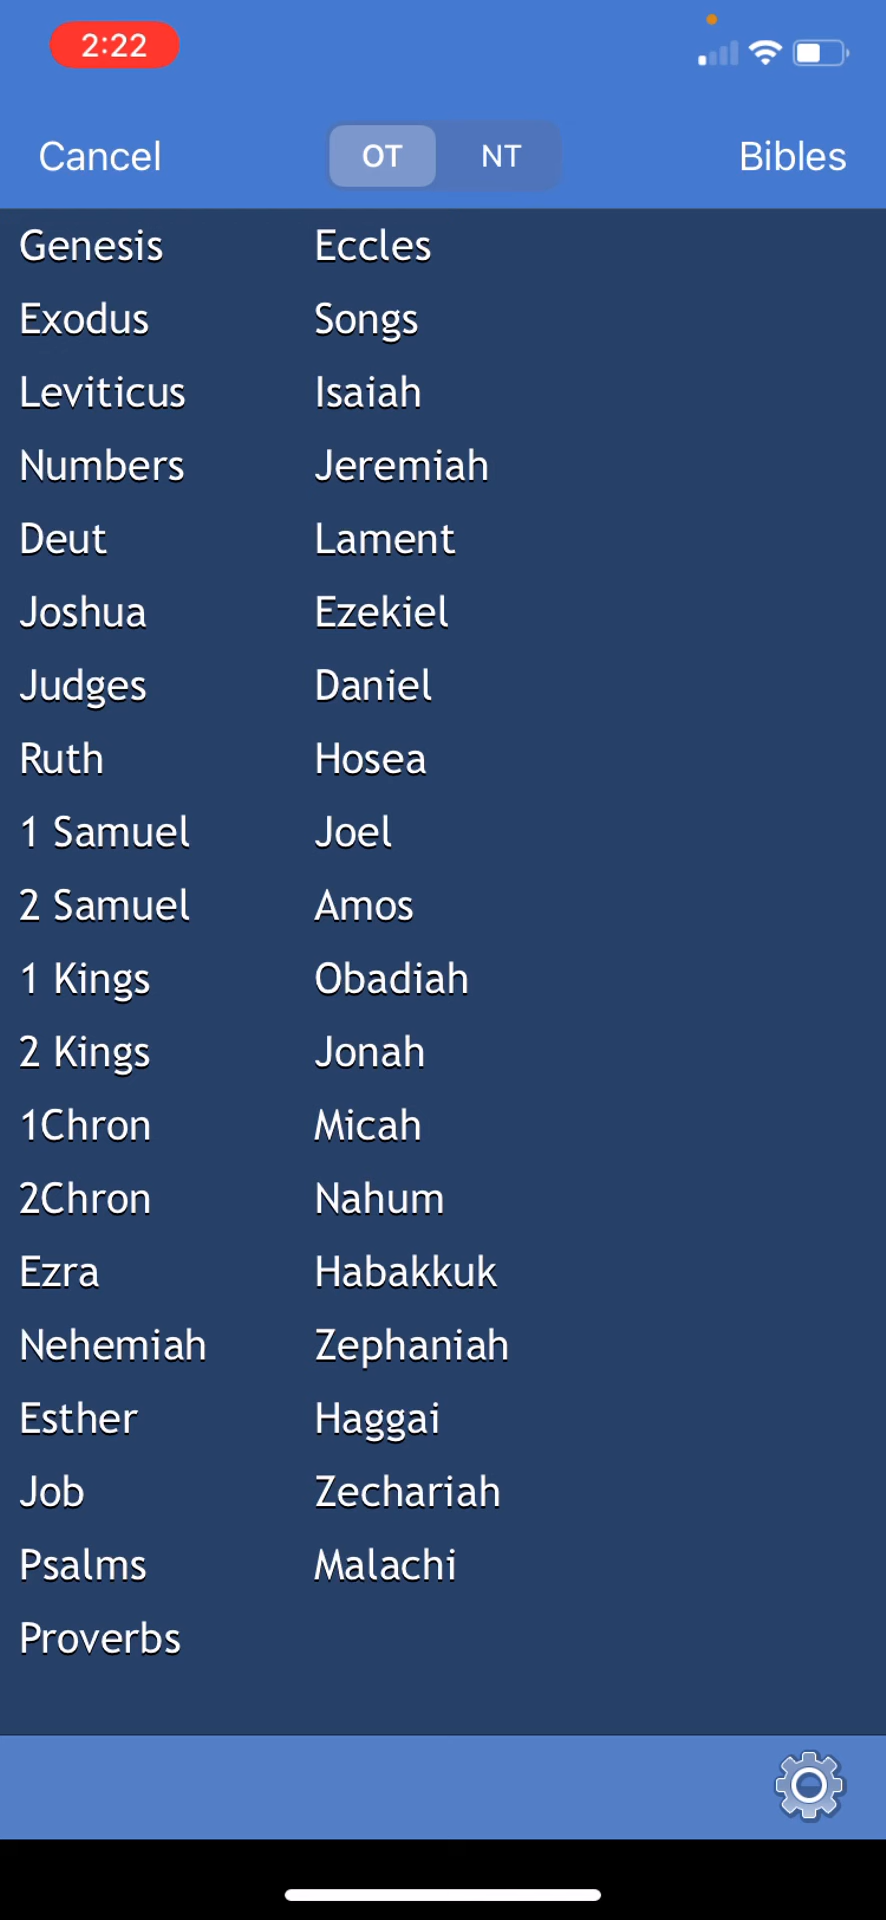 2:22
Cancel OT NT Bibles
Genesis
Exodus
Leviticus
Numbers
Deut
Joshua
Judges
Ruth
1 Samuel
2 Samuel
1 Kings
2 Kings
1Chron
2Chron
Ezra
Nehemiah
Esther
Job
Psalms
Proverbs
Eccles
Songs
Isaiah
Jeremiah
Lament
Ezekiel
Daniel
Hosea
Joel
Amos
Obadiah
Jonah
Micah
Nahum
Habakkuk
Zephaniah
Haggai
Zechariah
Malachi